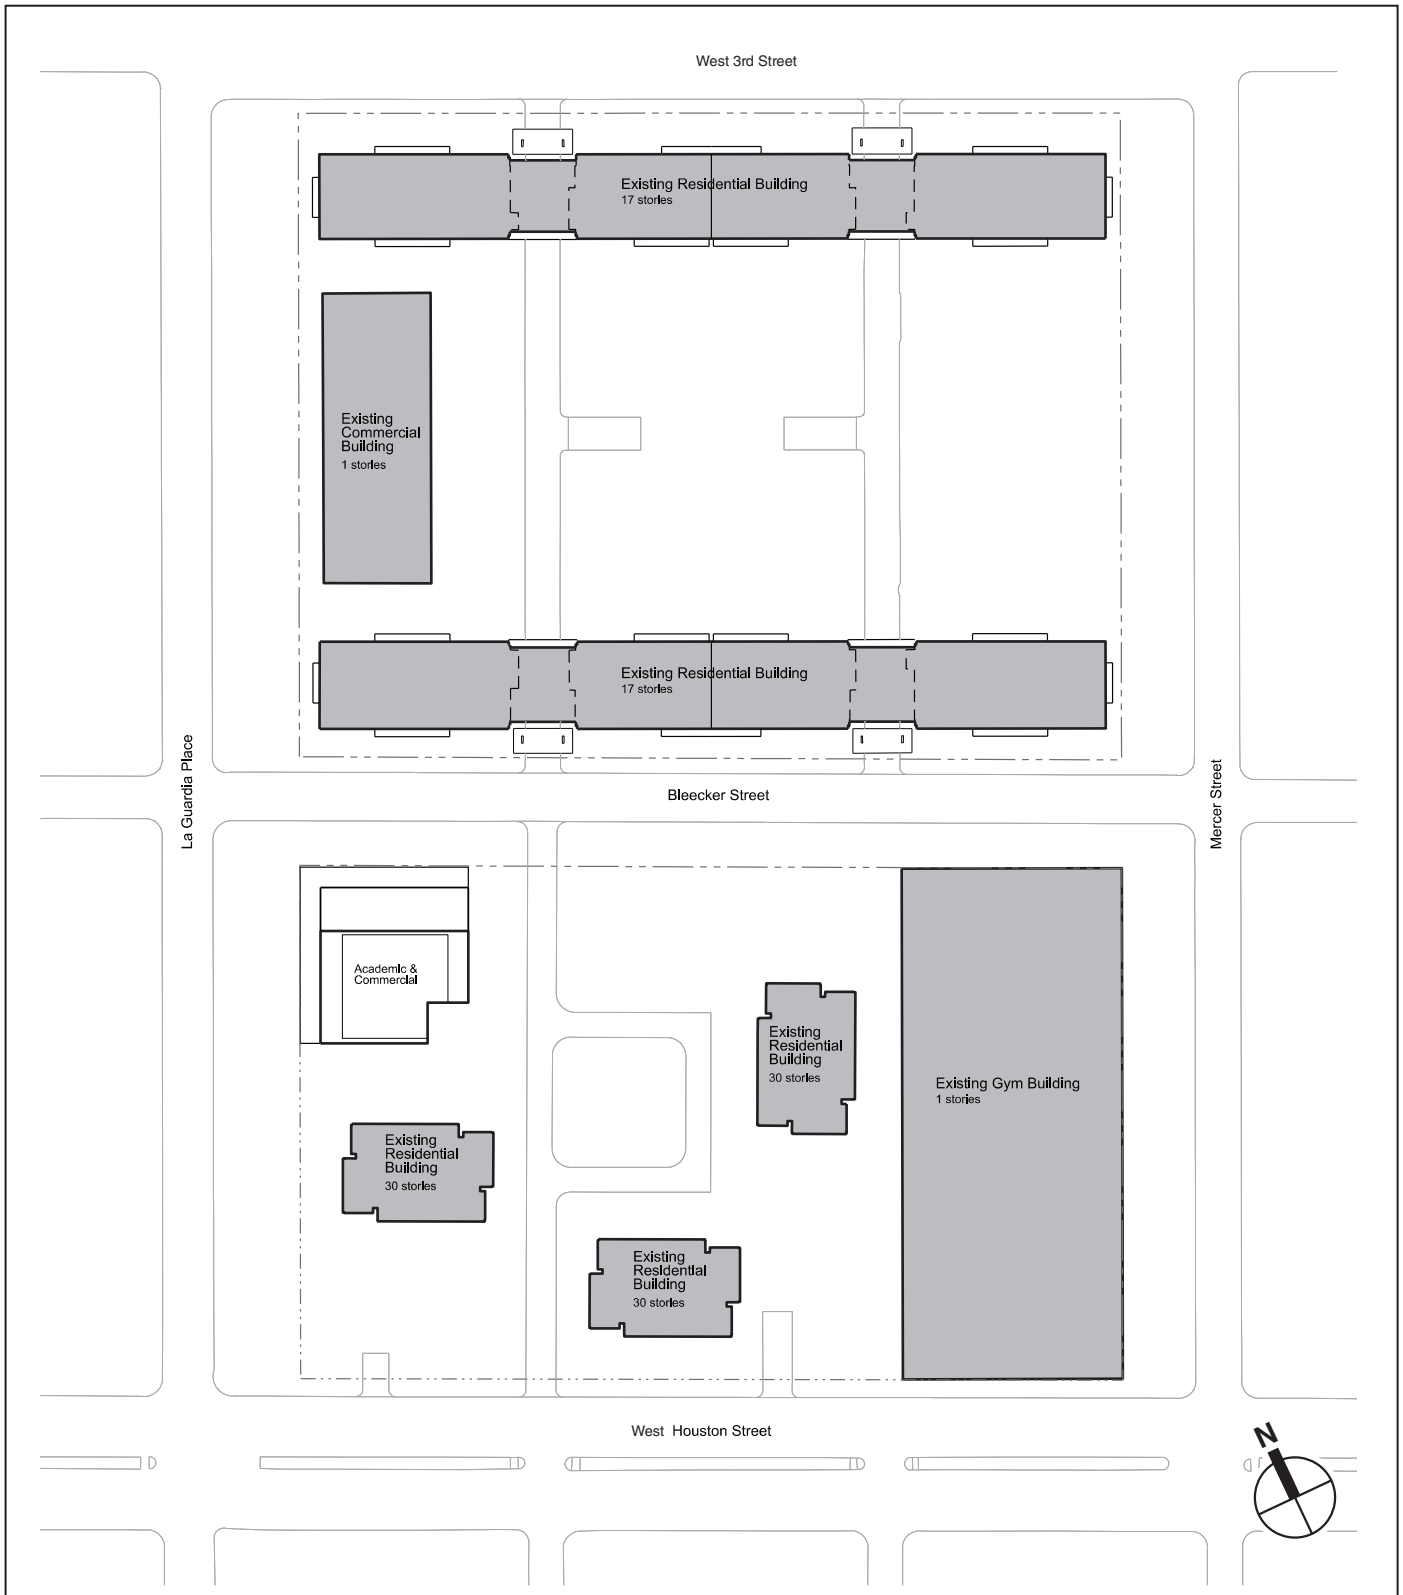 West 3rd Street
Existing Residential Building
17 stories
Existing
Commercial
Building
1 stories
Existing Residential Building
17 stories
La Guardia Place
Bleecker Street
Mercer Street
Academic &
Commercial
Existing
Residential
Building
30 stories
Existing Gym Building
1 stories
Existing
Residential
Building
30 stories
Existing
Residential
Building
30 stories
West Houston Street
N